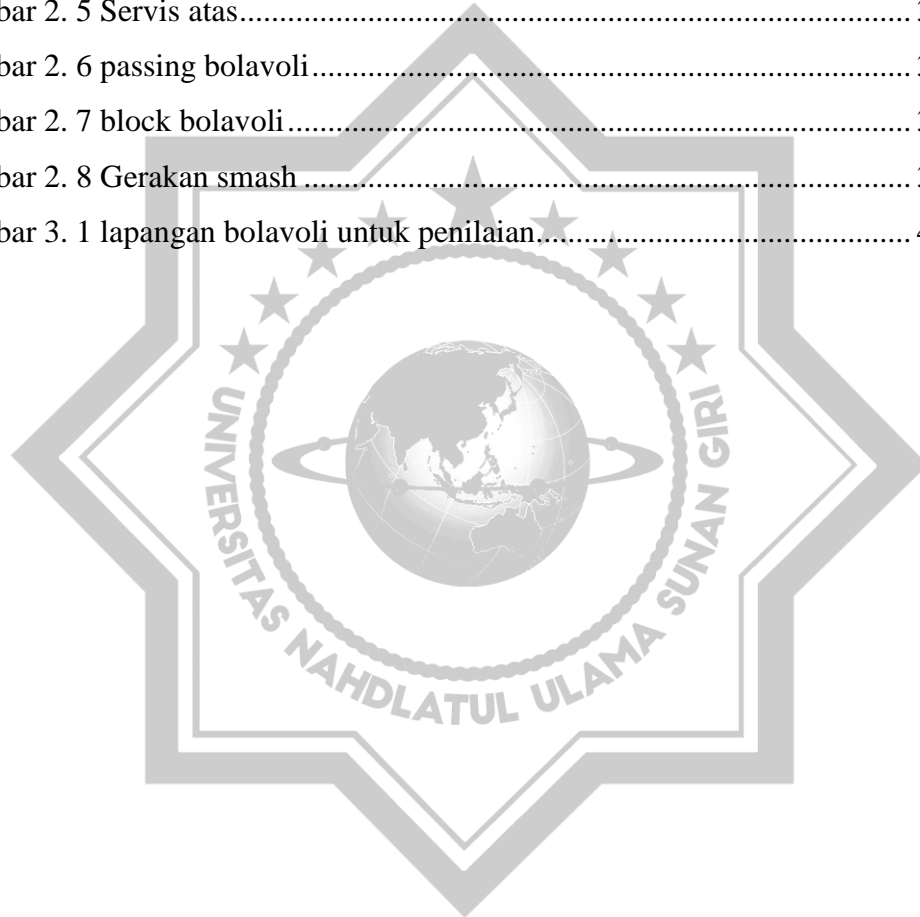 bar 2. 5 Servis atas..................................................................................
bar 2. 6 passing bolavoli.........................................................................
bar 2. 7 block bolavoli............................................................................
bar 2. 8 Gerakan smash..........................................................................
bar 3. 1 lapangan bolavoli untuk penilaian.............................................
UNIVERSITAS NAHDLATUL ULAMA SUNAN GIRI